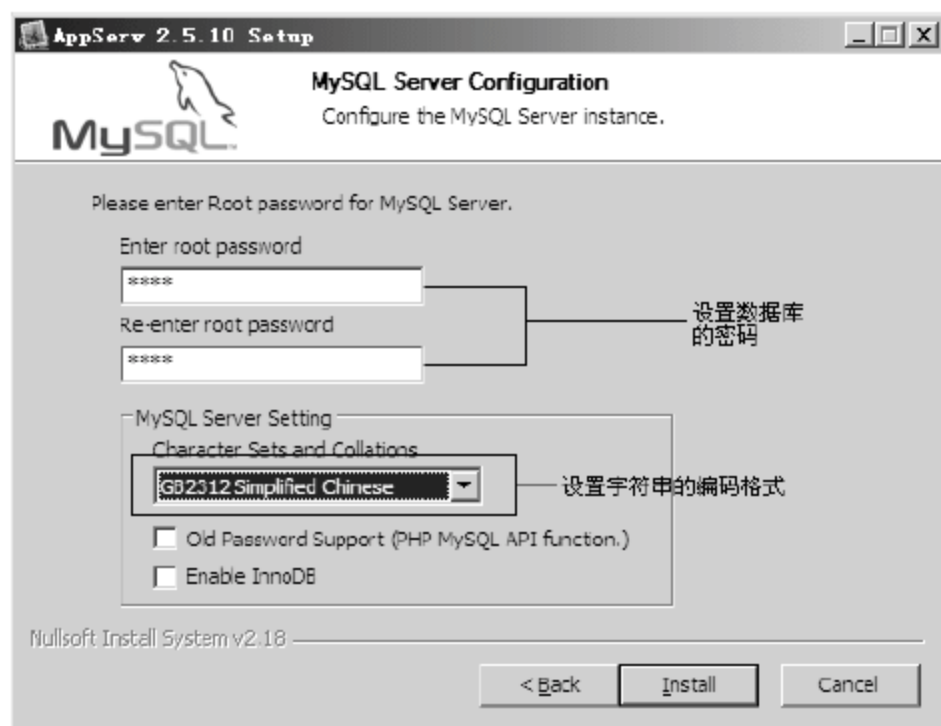 AppServ 2.5.10 Setup
MySQL Server Configuration
Configure the MySQL Server instance.
MySQL
Please enter Root password for MySQL Server.
Enter root password
****
Re-enter root password
****
设置数据库
的密码
MySQL Server Setting
Character Sets and Collations
GB2312 Simplified Chinese
设置字符串的编码格式
Old Password Support (PHP MySQL API function.)
Enable InnoDB
Nullsoft Install System v2.18
< Back
Install
Cancel